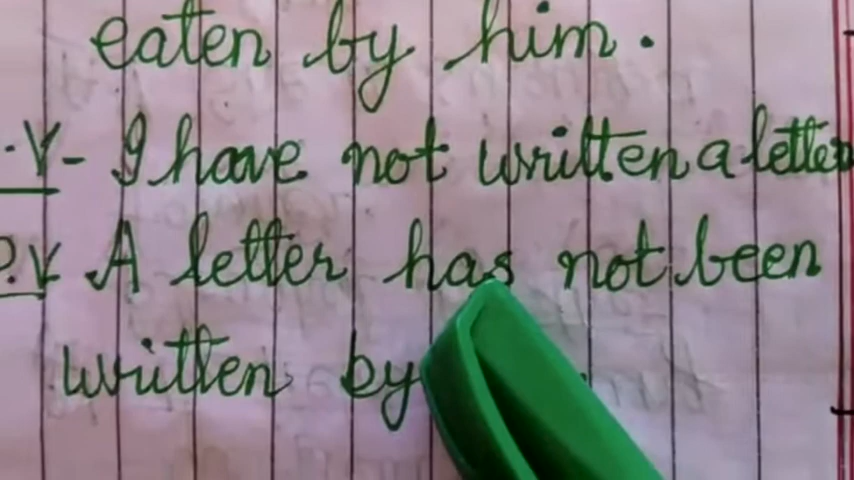 eaten by him.
.V- I have not written a letter
P.V A letter has not been
written by